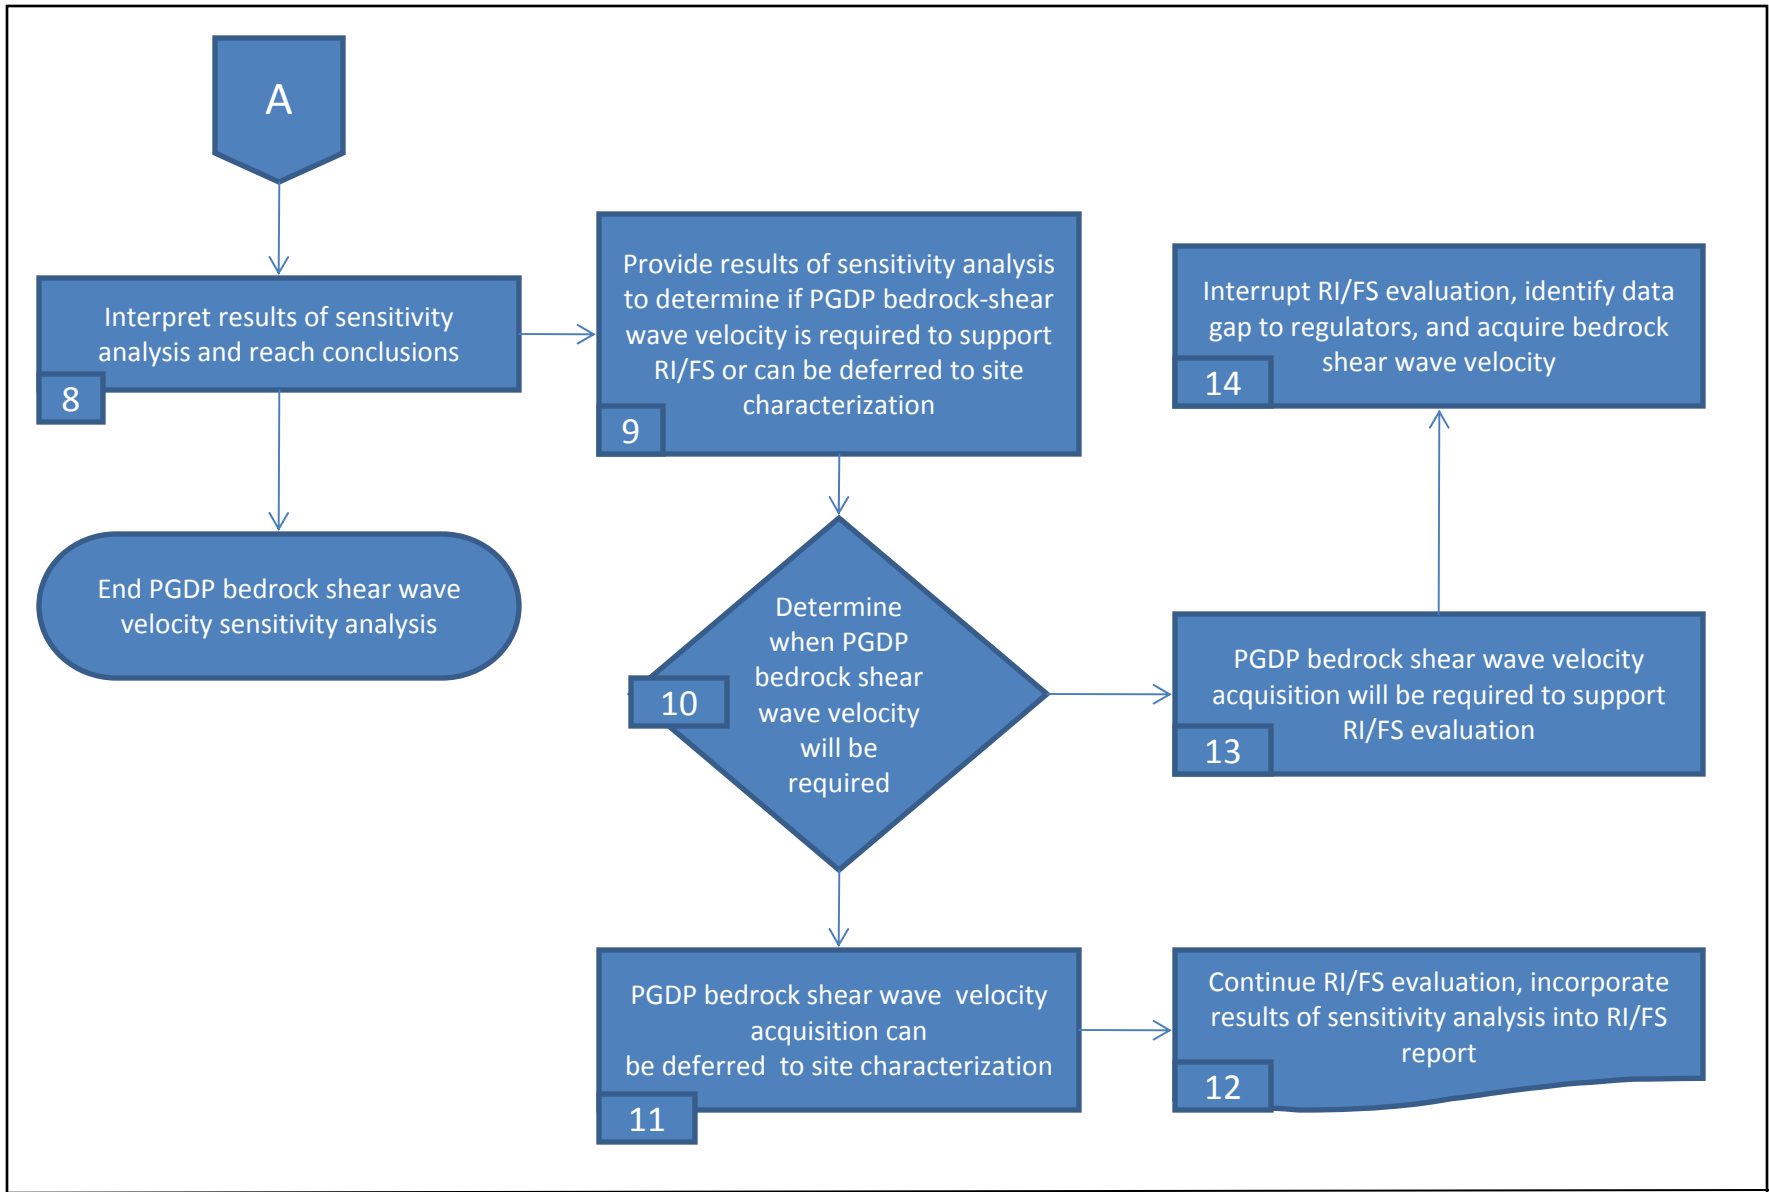 A
Interpret results of sensitivity
analysis and reach conclusions
8
End PGDP bedrock shear wave
velocity sensitivity analysis
Provide results of sensitivity analysis
to determine if PGDP bedrock-shear
wave velocity is required to support
RI/FS or can be deferred to site
characterization
9
Determine
when PGDP
bedrock shear
wave velocity
will be
required
10
PGDP bedrock shear wave velocity
acquisition can
be deferred to site characterization
11
Continue RI/FS evaluation, incorporate
results of sensitivity analysis into RI/FS
report
12
PGDP bedrock shear wave velocity
acquisition will be required to support
RI/FS evaluation
13
Interrupt RI/FS evaluation, identify data
gap to regulators, and acquire bedrock
shear wave velocity
14